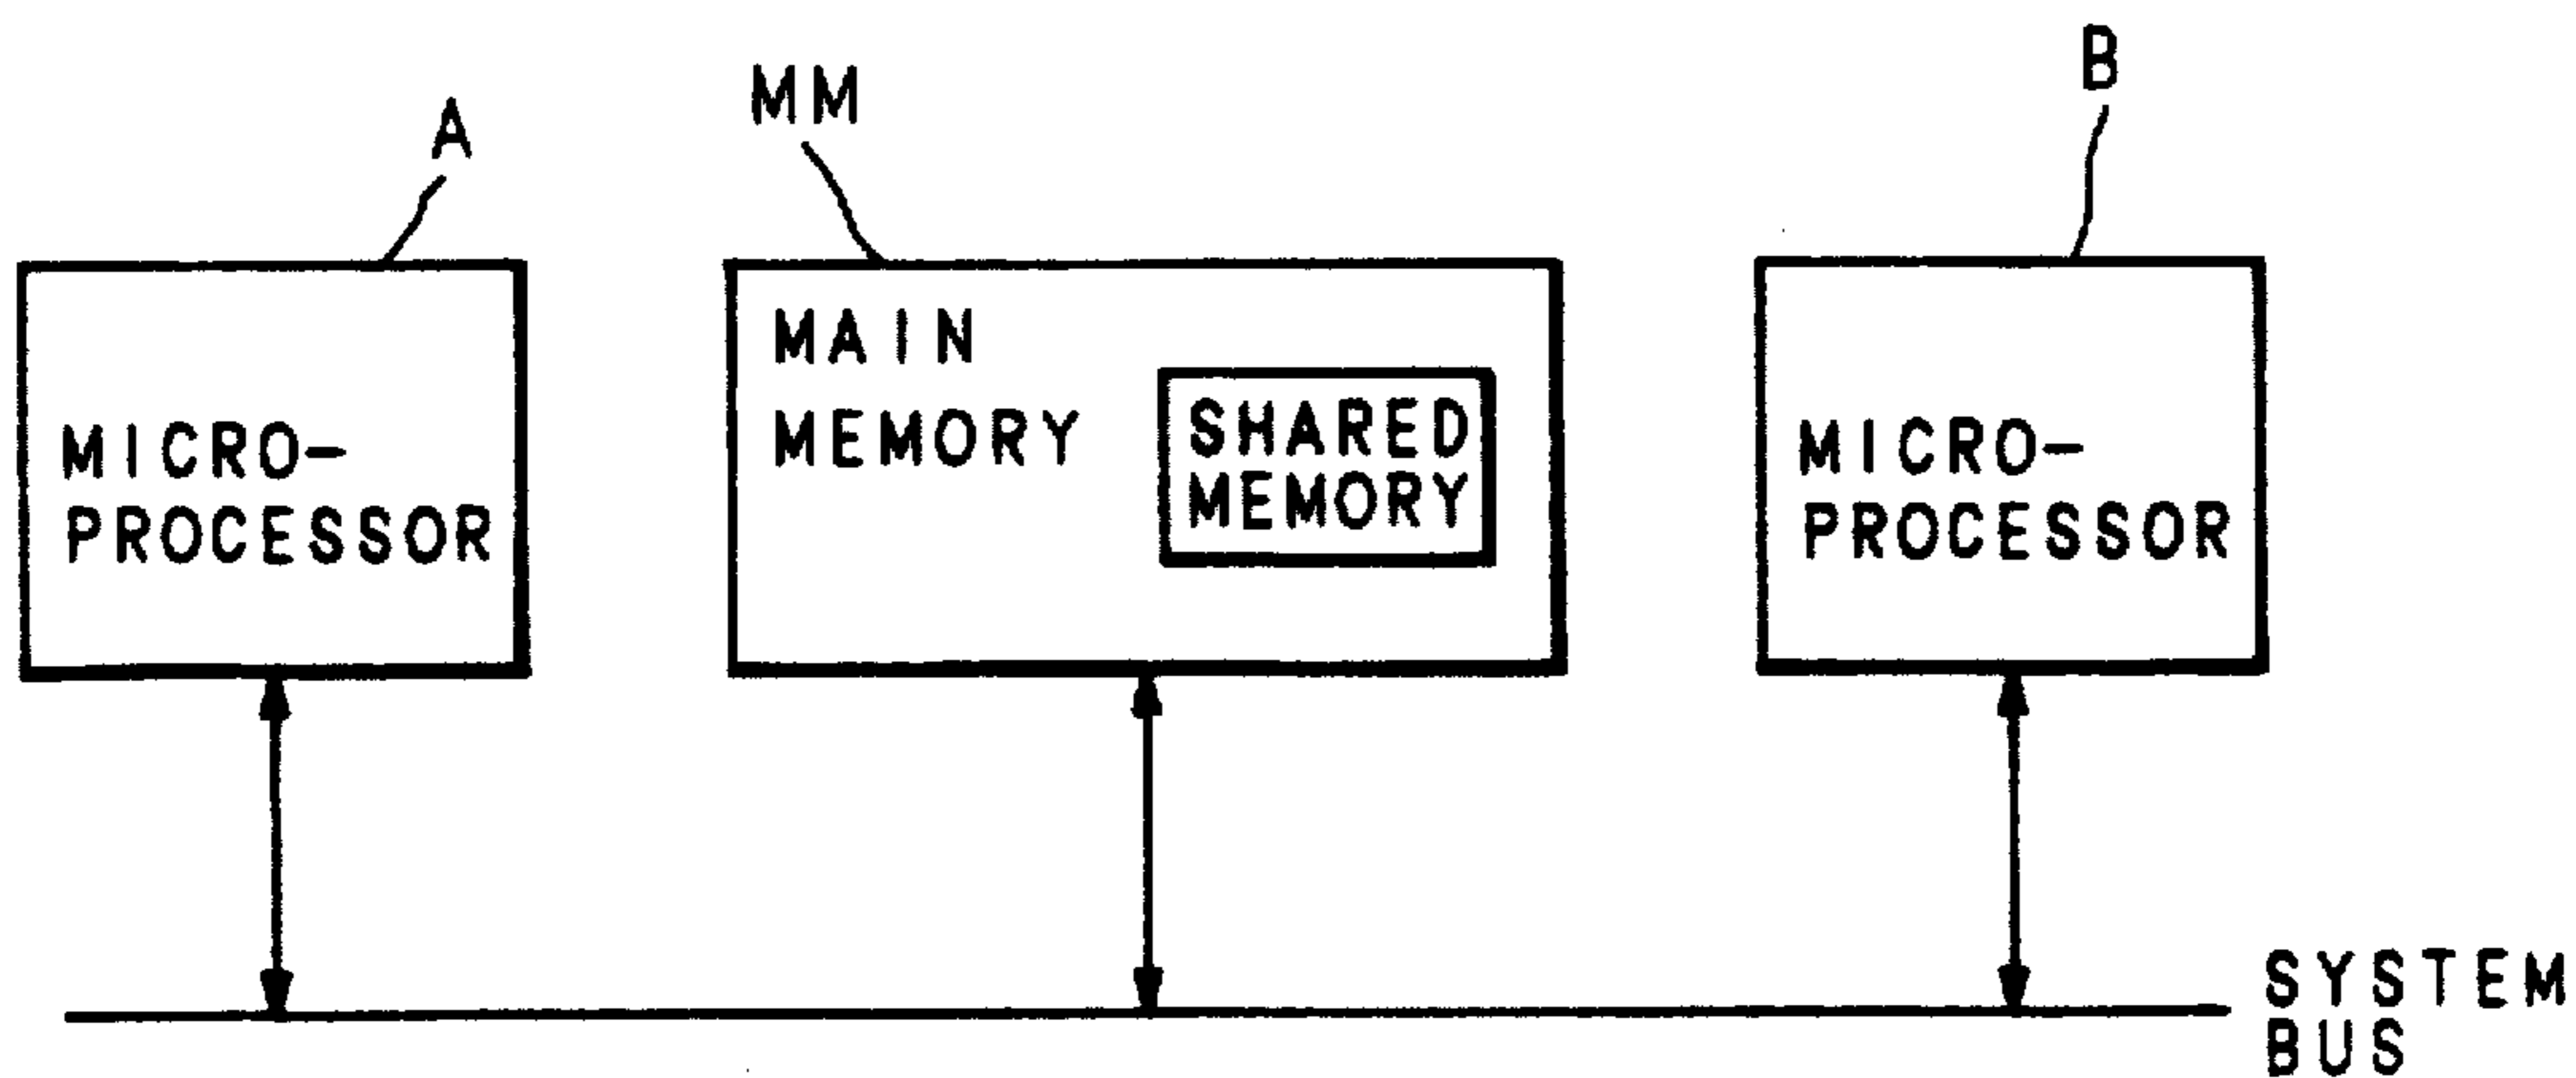 A
MM
B
MICRO-
PROCESSOR
MAIN
MEMORY
SHARED
MEMORY
MICRO-
PROCESSOR
SYSTEM
BUS